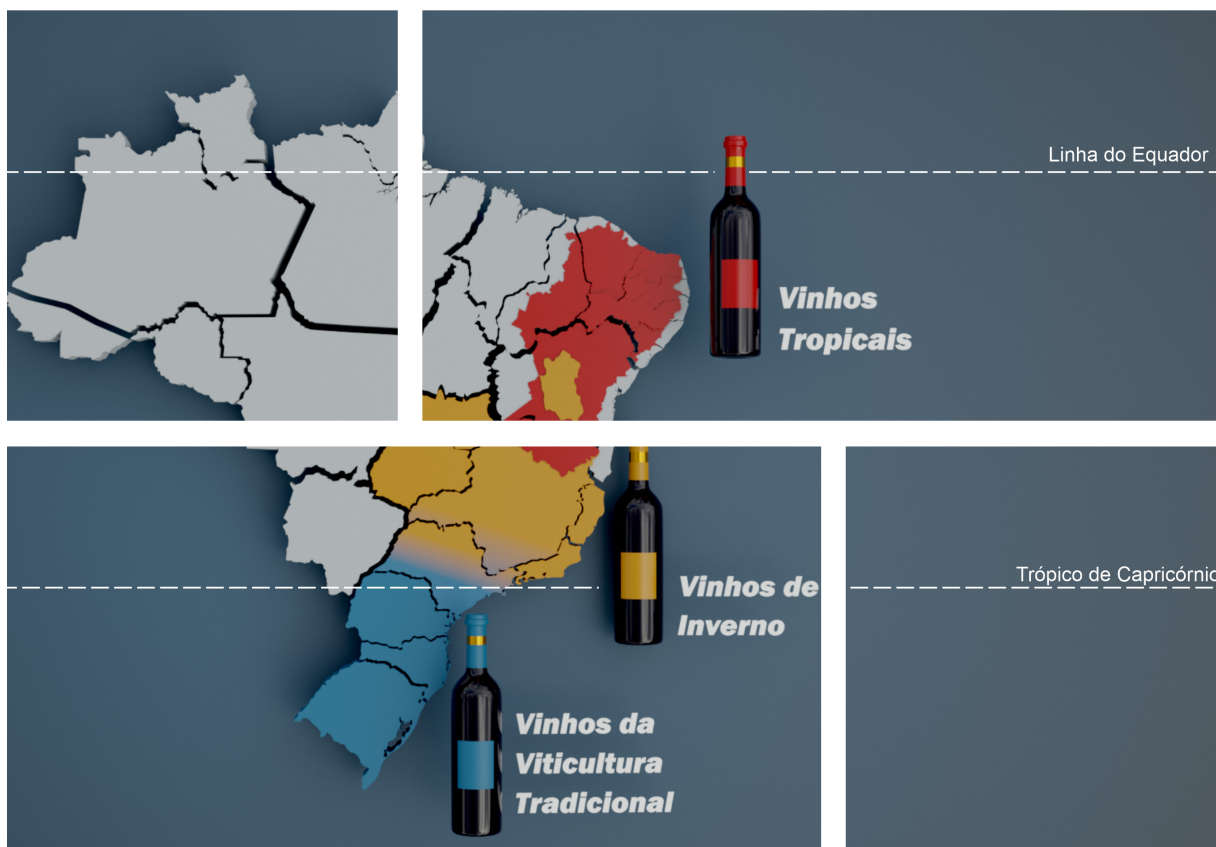 Linha do Equador
Vinhos
Tropicais
Trópico de Capricórnio
Vinhos de
Inverno
Vinhos da
Viticultura
Tradicional